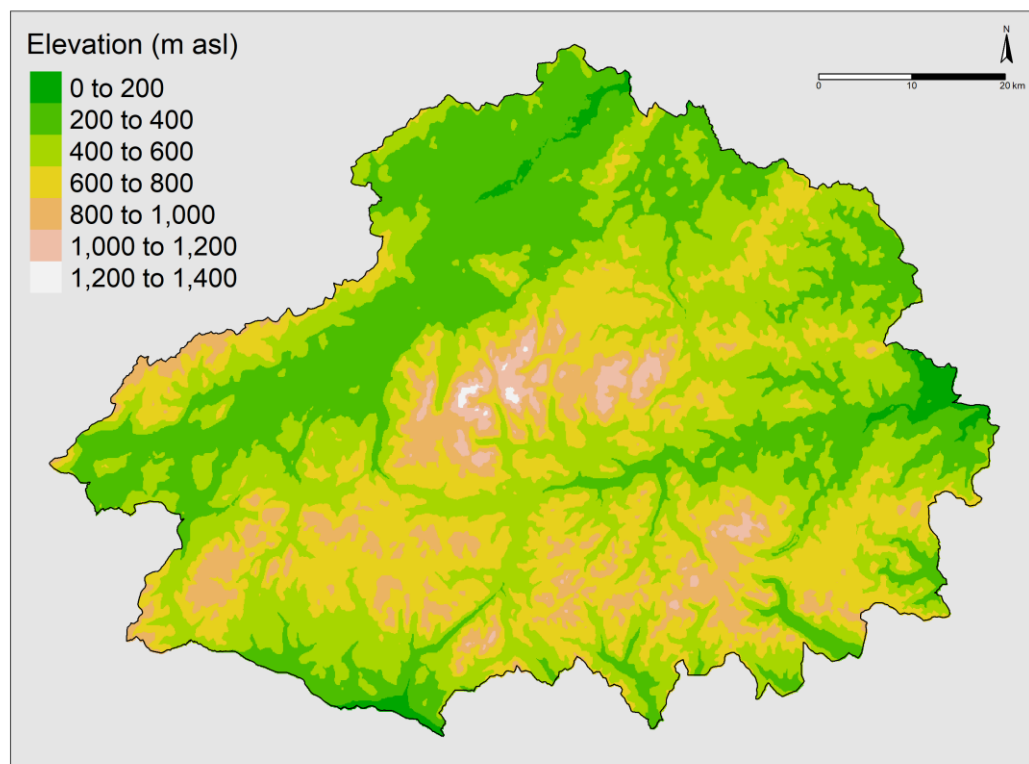 Elevation (m asl)
0 to 200
200 to 400
400 to 600
600 to 800
800 to 1,000
1,000 to 1,200
1,200 to 1,400
N
0 10 20 km